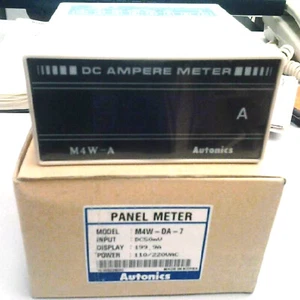 DC AMPERE METER
A
M4W-A Autonics
PANEL METER
MODEL : M4W-DA-7
INPUT : DC50mV
DISPLAY : 199.9A
POWER : 110/220VAC
Autonics